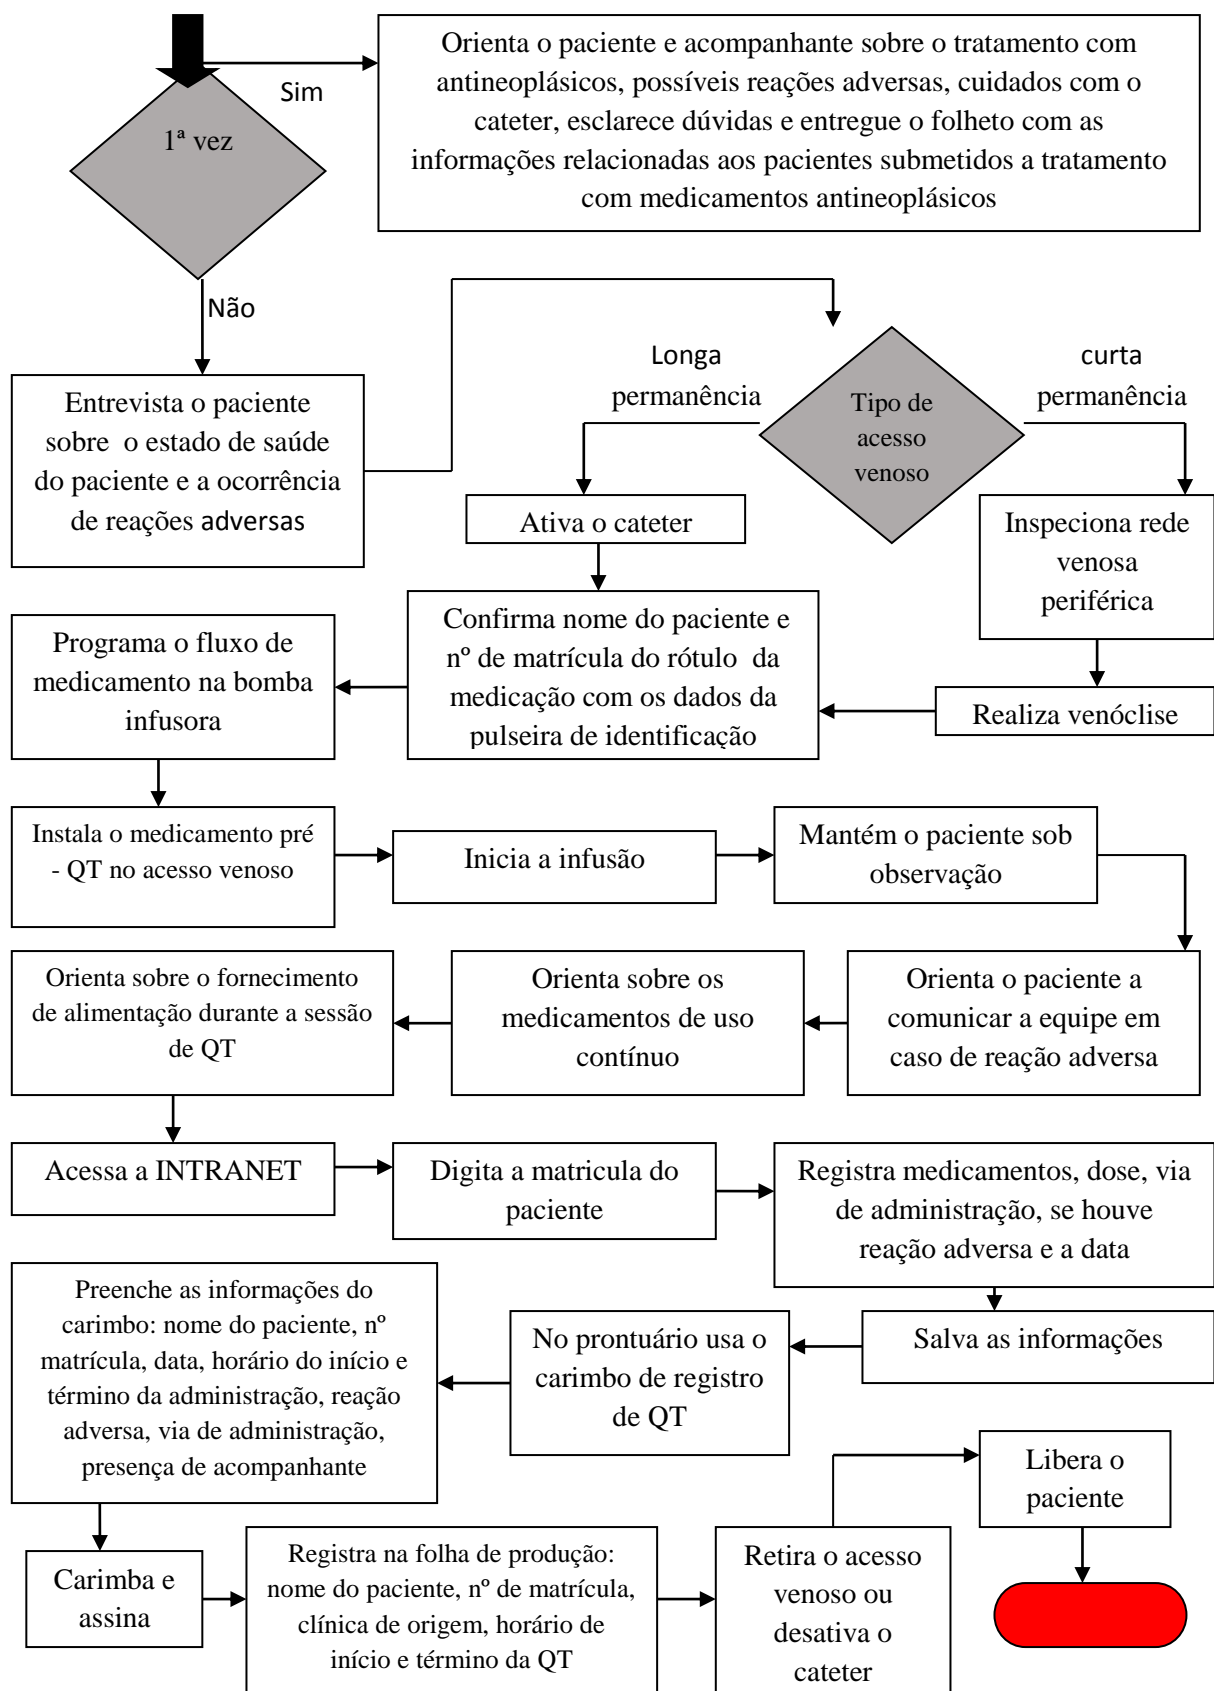 Orienta o paciente e acompanhante sobre o tratamento com
antineoplásicos, possíveis reações adversas, cuidados com o
cateter, esclarece dúvidas e entregue o folheto com as
informações relacionadas aos pacientes submetidos a tratamento
com medicamentos antineoplásicos
Sim
1ª vez
Não
Entrevista o paciente
sobre o estado de saúde
do paciente e a ocorrência
de reações adversas
Longa
permanência
Tipo de
acesso
venoso
curta
permanência
Ativa o cateter
Inspeciona rede
venosa
periférica
Programa o fluxo de
medicamento na bomba
infusora
Confirma nome do paciente e
nº de matrícula do rótulo da
medicação com os dados da
pulseira de identificação
Realiza venóclise
Instala o medicamento pré
- QT no acesso venoso
Inicia a infusão
Mantém o paciente sob
observação
Orienta sobre o fornecimento
de alimentação durante a sessão
de QT
Orienta sobre os
medicamentos de uso
contínuo
Orienta o paciente a
comunicar a equipe em
caso de reação adversa
Acessa a INTRANET
Digita a matricula do
paciente
Registra medicamentos, dose, via
de administração, se houve
reação adversa e a data
Preenche as informações do
carimbo: nome do paciente, nº
matrícula, data, horário do início e
término da administração, reação
adversa, via de administração,
presença de acompanhante
No prontuário usa o
carimbo de registro
de QT
Salva as informações
Libera o
paciente
Carimba e
assina
Registra na folha de produção:
nome do paciente, nº de matrícula,
clínica de origem, horário de
início e término da QT
Retira o acesso
venoso ou
desativa o
cateter